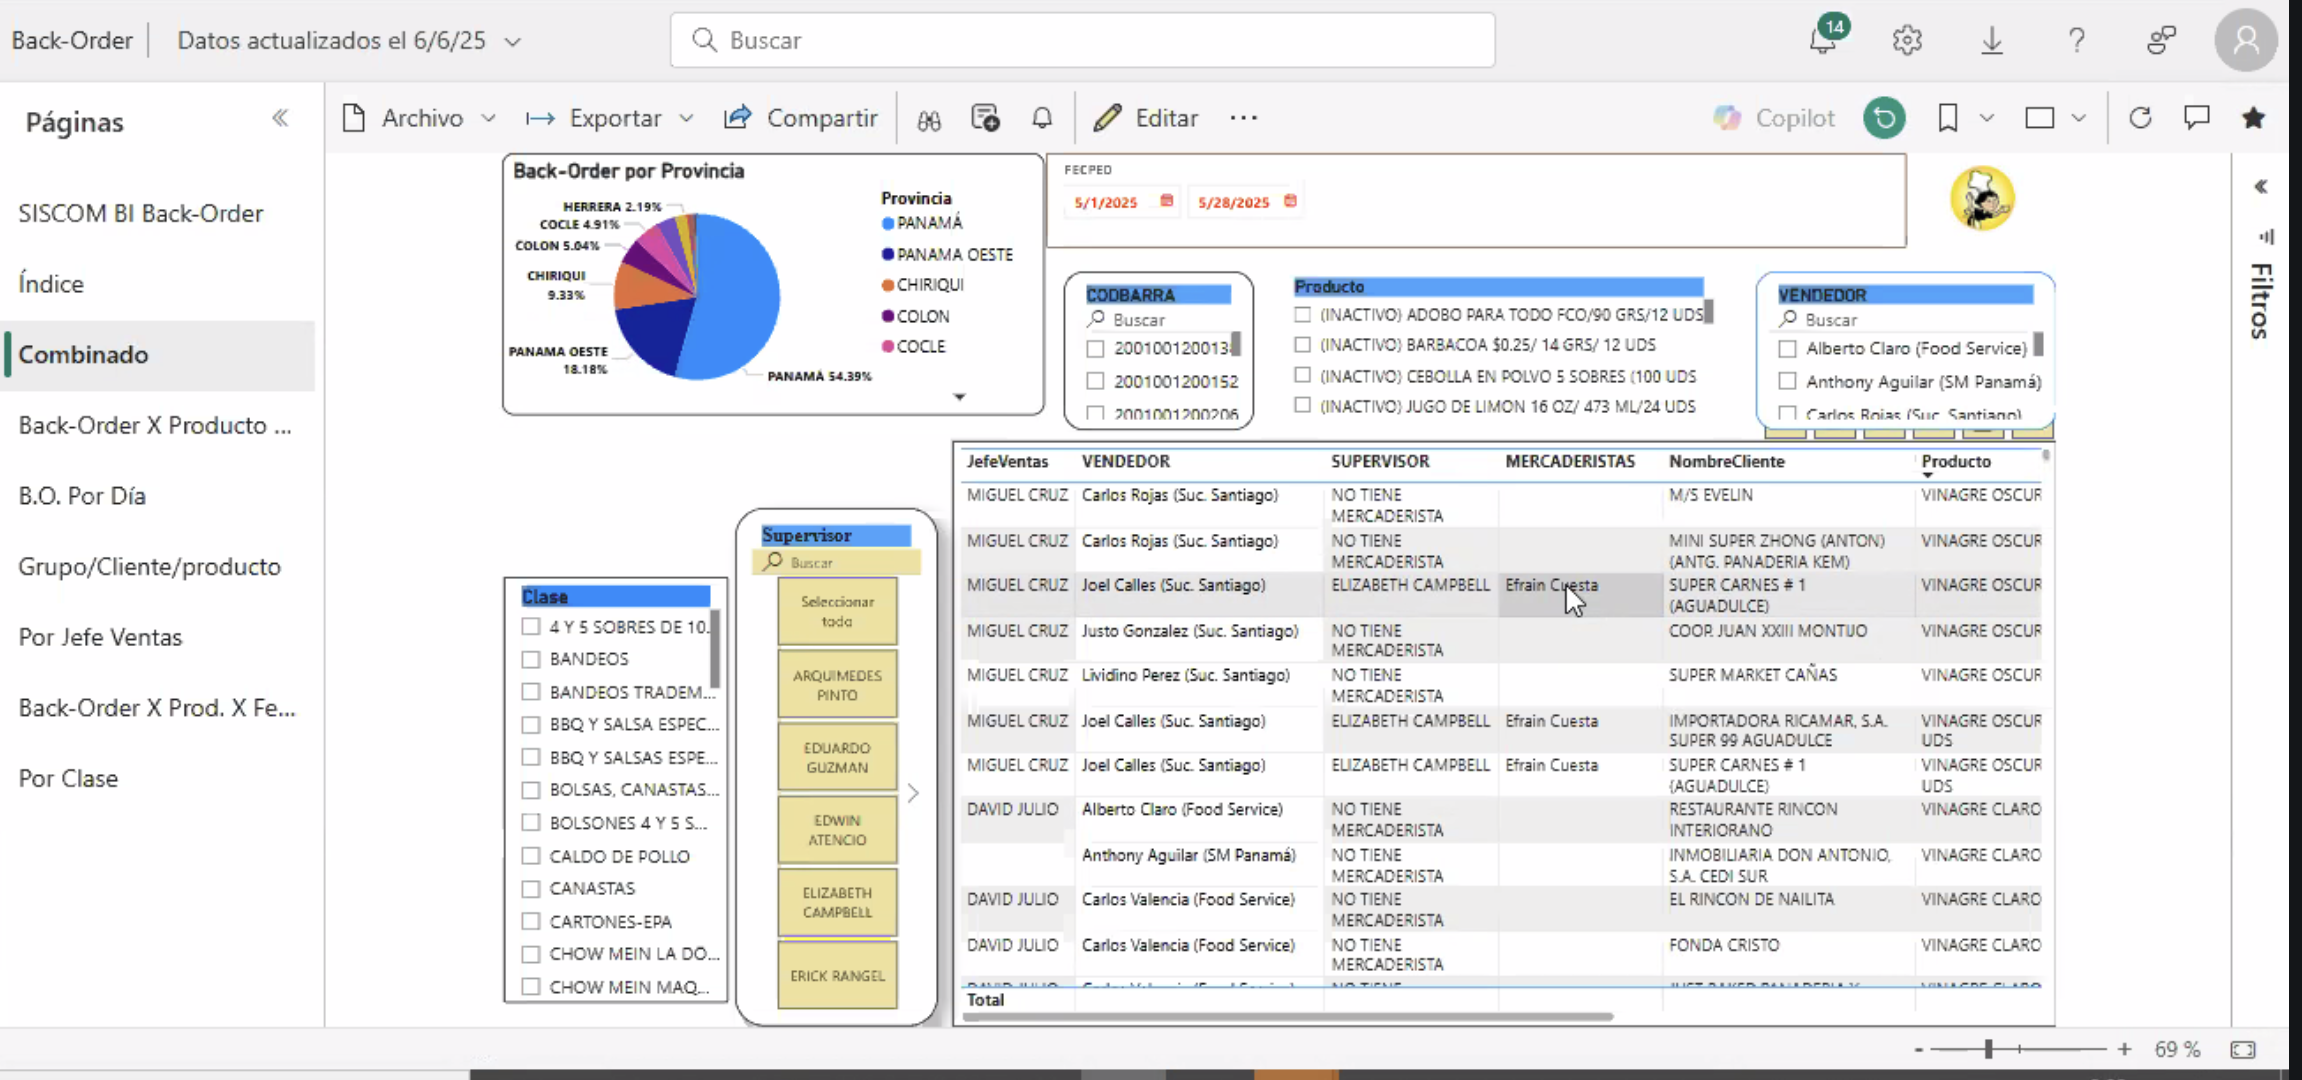 Back-Order
Datos actualizados el 6/6/25
Buscar
14
Páginas
SISCOM BI Back-Order
Índice
Combinado
Back-Order X Producto ...
B.O. Por Día
Grupo/Cliente/producto
Por Jefe Ventas
Back-Order X Prod. X Fe...
Por Clase
Archivo
Exportar
Compartir
Editar
Copilot
Filtros
Back-Order por Provincia
HERRERA 2.19%
COCLE 4.91%
COLON 5.04%
CHIRIQUI
9.33%
PANAMA OESTE
18.18%
PANAMÁ 54.39%
Provincia
PANAMÁ
PANAMA OESTE
CHIRIQUI
COLON
COCLE
FECPED
5/1/2025
5/28/2025
CODBARRA
Buscar
2001001200152
2001001200206
Producto
(INACTIVO) ADOBO PARA TODO FCO/90 GRS/12 UDS
(INACTIVO) BARBACOA $0.25/ 14 GRS/ 12 UDS
(INACTIVO) CEBOLLA EN POLVO 5 SOBRES (100 UDS
(INACTIVO) JUGO DE LIMON 16 OZ/ 473 ML/24 UDS
VENDEDOR
Buscar
Alberto Claro (Food Service)
Anthony Aguilar (SM Panamá)
Carlos Rojas (Suc. Santiago)
Clase
4 Y 5 SOBRES DE 10.
BANDEOS
BANDEOS TRADEM...
BBQ Y SALSA ESPEC...
BBQ Y SALSAS ESPE...
BOLSAS, CANASTAS...
BOLSONES 4 Y 5 S...
CALDO DE POLLO
CANASTAS
CARTONES-EPA
CHOW MEIN LA DO...
CHOW MEIN MAQ...
Supervisor
Buscar
Seleccionar
todo
ARQUIMEDES
PINTO
EDUARDO
GUZMAN
EDWIN
ATENCIO
ELIZABETH
CAMPBELL
ERICK RANGEL
JefeVentas VENDEDOR SUPERVISOR MERCADERISTAS NombreCliente Producto
MIGUEL CRUZ Carlos Rojas (Suc. Santiago) NO TIENE M/S EVELIN VINAGRE OSCUR
MERCADERISTA
MIGUEL CRUZ Carlos Rojas (Suc. Santiago) NO TIENE MINI SUPER ZHONG (ANTON) VINAGRE OSCUR
MERCADERISTA (ANTG. PANADERIA KEM)
MIGUEL CRUZ Joel Calles (Suc. Santiago) ELIZABETH CAMPBELL Efrain Cuesta SUPER CARNES # 1 VINAGRE OSCUR
(AGUADULCE)
MIGUEL CRUZ Justo Gonzalez (Suc. Santiago) NO TIENE COOP. JUAN XXIII MONTIJO VINAGRE OSCUR
MERCADERISTA
MIGUEL CRUZ Lividino Perez (Suc. Santiago) NO TIENE SUPER MARKET CAÑAS VINAGRE OSCUR
MERCADERISTA
MIGUEL CRUZ Joel Calles (Suc. Santiago) ELIZABETH CAMPBELL Efrain Cuesta IMPORTADORA RICAMAR, S.A. VINAGRE OSCUR
SUPER 99 AGUADULCE UDS
MIGUEL CRUZ Joel Calles (Suc. Santiago) ELIZABETH CAMPBELL Efrain Cuesta SUPER CARNES # 1 VINAGRE OSCUR
(AGUADULCE) UDS
DAVID JULIO Alberto Claro (Food Service) NO TIENE RESTAURANTE RINCON VINAGRE CLARO
MERCADERISTA INTERIORANO
Anthony Aguilar (SM Panamá) NO TIENE INMOBILIARIA DON ANTONIO, VINAGRE CLARO
MERCADERISTA S.A. CEDI SUR
DAVID JULIO Carlos Valencia (Food Service) NO TIENE EL RINCON DE NAILITA VINAGRE CLARO
MERCADERISTA
DAVID JULIO Carlos Valencia (Food Service) NO TIENE FONDA CRISTO VINAGRE CLARO
MERCADERISTA
Total
69 %